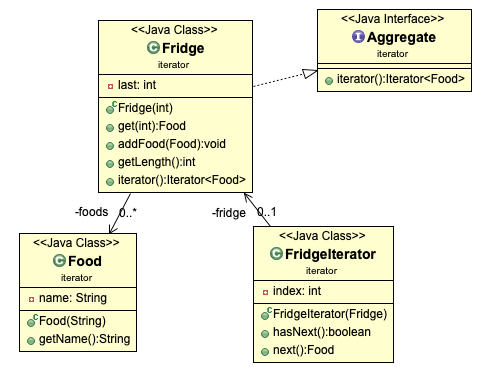 <<Java Class>>
C Fridge
iterator
last: int
C Fridge(int)
get(int):Food
addFood(Food):void
getLength():int
iterator():Iterator<Food>
<<Java Interface>>
I Aggregate
iterator
iterator():Iterator<Food>
-foods 0..*
-fridge 0..1
<<Java Class>>
C Food
iterator
name: String
C Food(String)
getName():String
<<Java Class>>
C FridgeIterator
iterator
index: int
C FridgeIterator(Fridge)
hasNext():boolean
next():Food